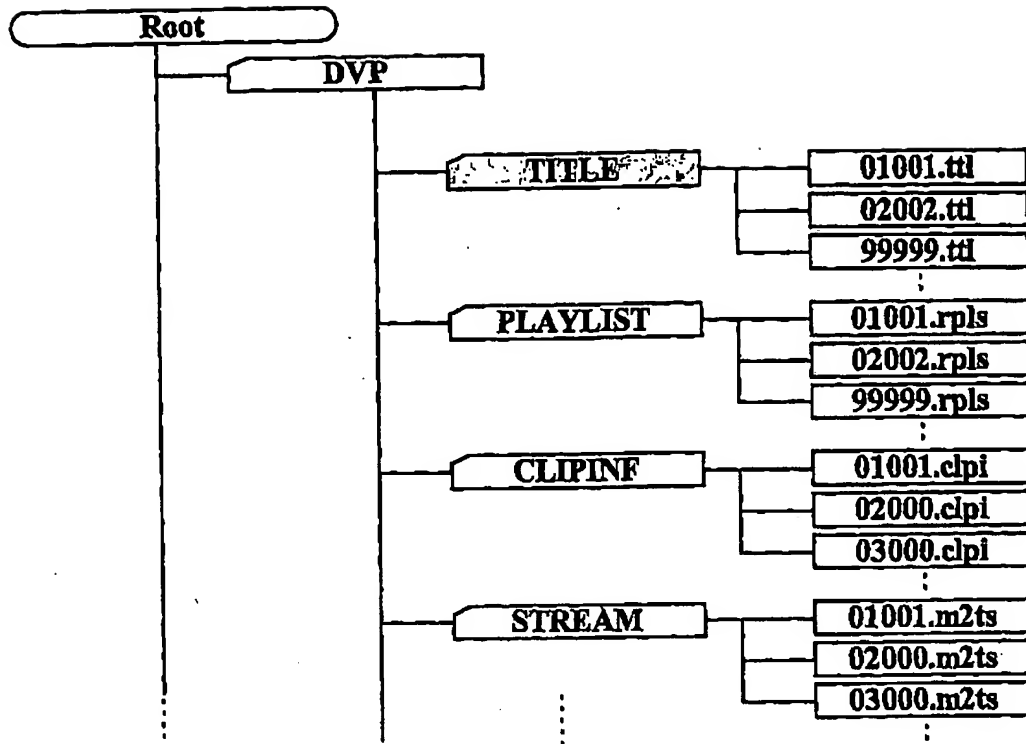 Root
DVP
TITLE
01001.ttl
02002.ttl
99999.ttl
PLAYLIST
01001.rpls
02002.rpls
99999.rpls
CLIPINF
01001.clpi
02000.clpi
03000.clpi
STREAM
01001.m2ts
02000.m2ts
03000.m2ts